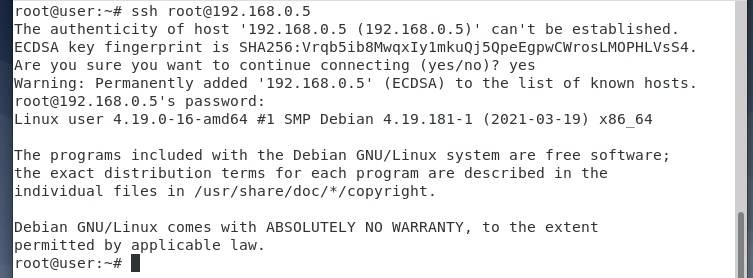 root@user:~# ssh root@192.168.0.5
The authenticity of host '192.168.0.5 (192.168.0.5)' can't be established.
ECDSA key fingerprint is SHA256:Vrqb5ib8MwqxIy1mkuQj5QpeEgpwCWrosLMOPHLVsS4.
Are you sure you want to continue connecting (yes/no)? yes
Warning: Permanently added '192.168.0.5' (ECDSA) to the list of known hosts.
root@192.168.0.5's password:
Linux user 4.19.0-16-amd64 #1 SMP Debian 4.19.181-1 (2021-03-19) x86_64
The programs included with the Debian GNU/Linux system are free software;
the exact distribution terms for each program are described in the
individual files in /usr/share/doc/*/copyright.
Debian GNU/Linux comes with ABSOLUTELY NO WARRANTY, to the extent
permitted by applicable law.
root@user:~#